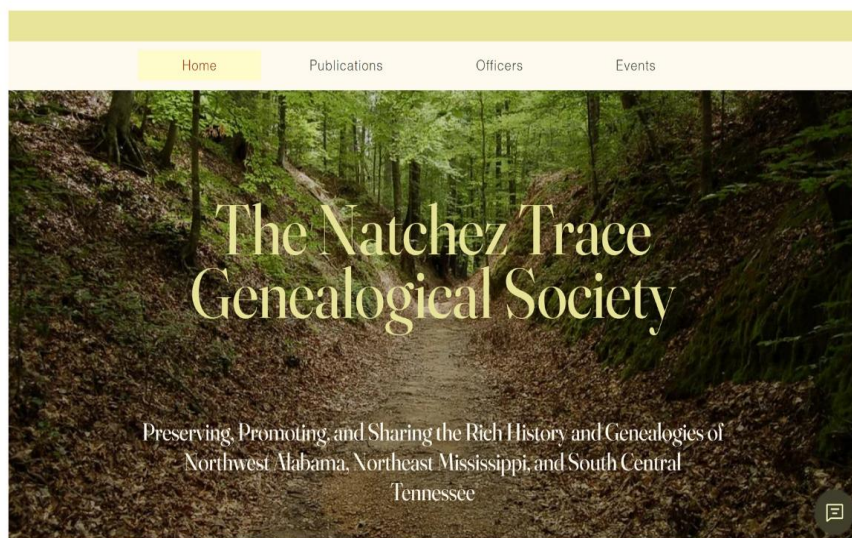 Home Publications Officers Events
The Natchez Trace
Genealogical Society
Preserving, Promoting, and Sharing the Rich History and Genealogies of
Northwest Alabama, Northeast Mississippi, and South Central
Tennessee